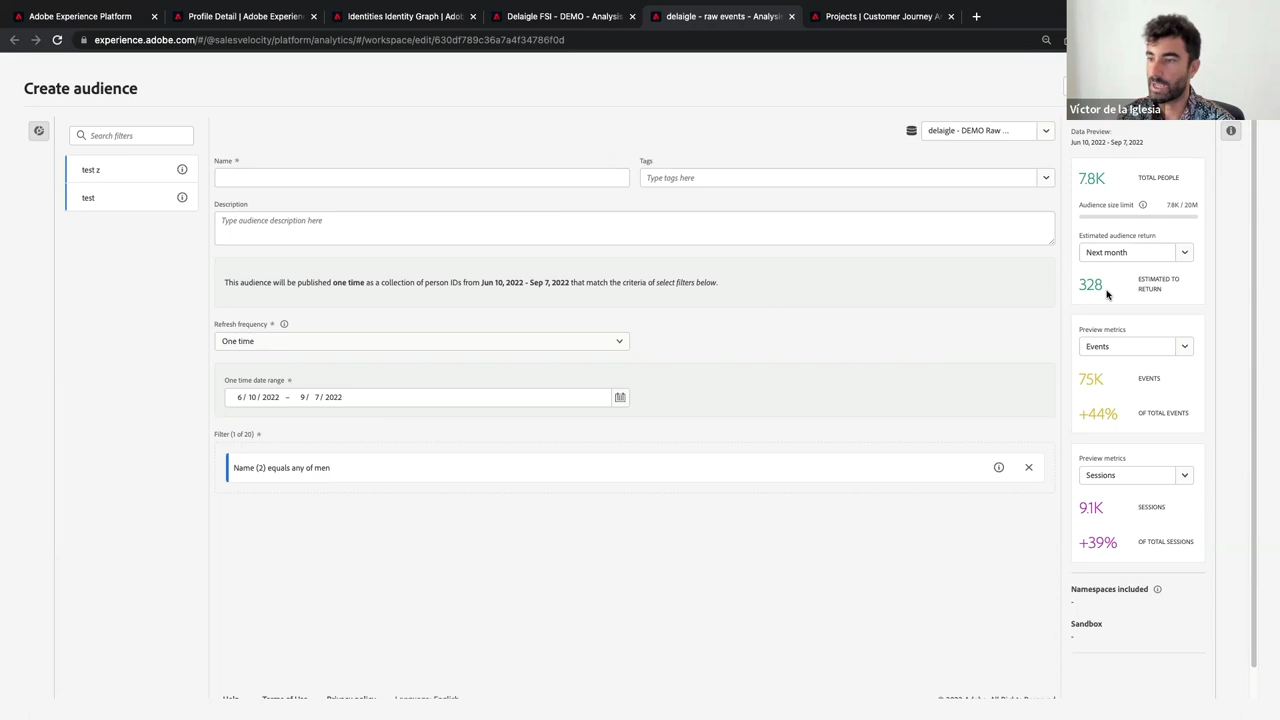 Adobe Experience Platform
Profile Detail | Adobe Experien
Identities Identity Graph | Adob
Delaigle FSI - DEMO - Analysis
delaigle - raw events - Analysi
Projects | Customer Journey A
experience.adobe.com/#/@salesvelocity/platform/analytics/#/workspace/edit/630df789c36a7a4f34786f0d
Víctor de la Iglesia
Create audience
Search filters
test z
test
delaigle - DEMO Raw ...
Name *
Tags
Type tags here
Description
Type audience description here
This audience will be published one time as a collection of person IDs from Jun 10, 2022 - Sep 7, 2022 that match the criteria of select filters below.
Refresh frequency *
One time
One time date range *
6 / 10 / 2022 – 9 / 7 / 2022
Filter (1 of 20) *
Name (2) equals any of men
Data Preview:
Jun 10, 2022 - Sep 7, 2022
7.8K TOTAL PEOPLE
Audience size limit 7.8K / 20M
Estimated audience return
Next month
328 ESTIMATED TO RETURN
Preview metrics
Events
75K EVENTS
+44% OF TOTAL EVENTS
Preview metrics
Sessions
9.1K SESSIONS
+39% OF TOTAL SESSIONS
Namespaces included
-
Sandbox
-